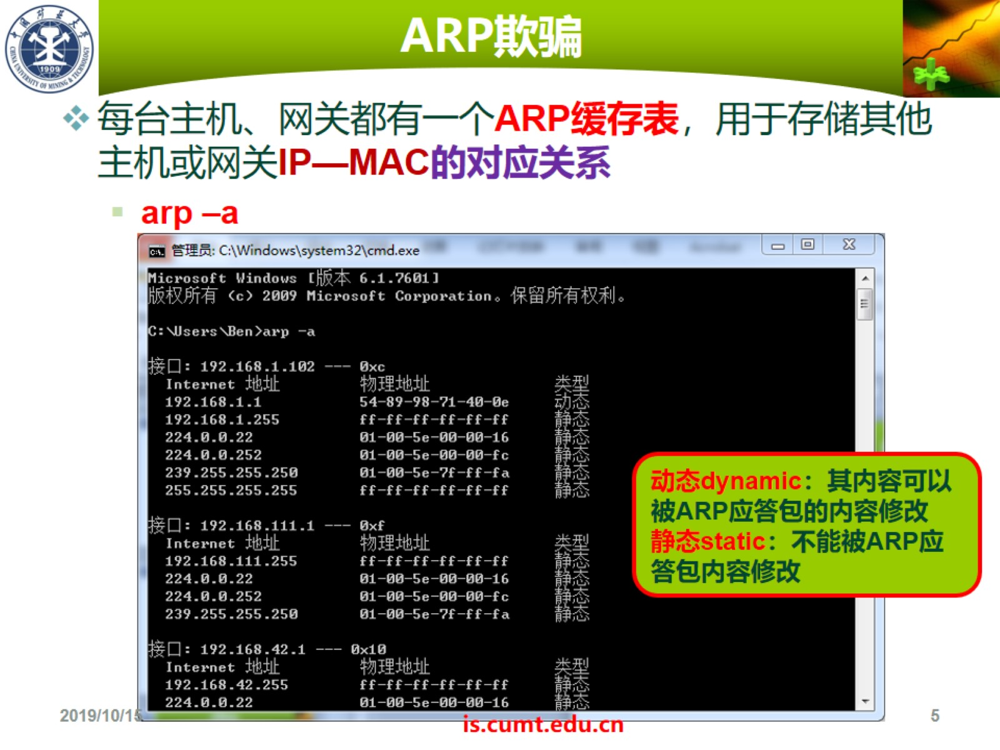 中国矿业大学
CHINA UNIVERSITY OF MINING & TECHNOLOGY
1909
ARP欺骗
每台主机、网关都有一个ARP缓存表，用于存储其他
主机或网关IP—MAC的对应关系
arp –a
管理员: C:\Windows\system32\cmd.exe
Microsoft Windows [版本 6.1.7601]
版权所有 (c) 2009 Microsoft Corporation。保留所有权利。
C:\Users\Ben>arp -a
接口: 192.168.1.102 --- 0xc
Internet 地址 物理地址 类型
192.168.1.1 54-89-98-71-40-0e 动态
192.168.1.255 ff-ff-ff-ff-ff-ff 静态
224.0.0.22 01-00-5e-00-00-16 静态
224.0.0.252 01-00-5e-00-00-fc 静态
239.255.255.250 01-00-5e-7f-ff-fa 静态
255.255.255.255 ff-ff-ff-ff-ff-ff 静态
接口: 192.168.111.1 --- 0xf
Internet 地址 物理地址 类型
192.168.111.255 ff-ff-ff-ff-ff-ff 静态
224.0.0.22 01-00-5e-00-00-16 静态
224.0.0.252 01-00-5e-00-00-fc 静态
239.255.255.250 01-00-5e-7f-ff-fa 静态
接口: 192.168.42.1 --- 0x10
Internet 地址 物理地址 类型
192.168.42.255 ff-ff-ff-ff-ff-ff 静态
224.0.0.22 01-00-5e-00-00-16 静态
动态dynamic：其内容可以
被ARP应答包的内容修改
静态static：不能被ARP应
答包内容修改
2019/10/15
is.cumt.edu.cn
5